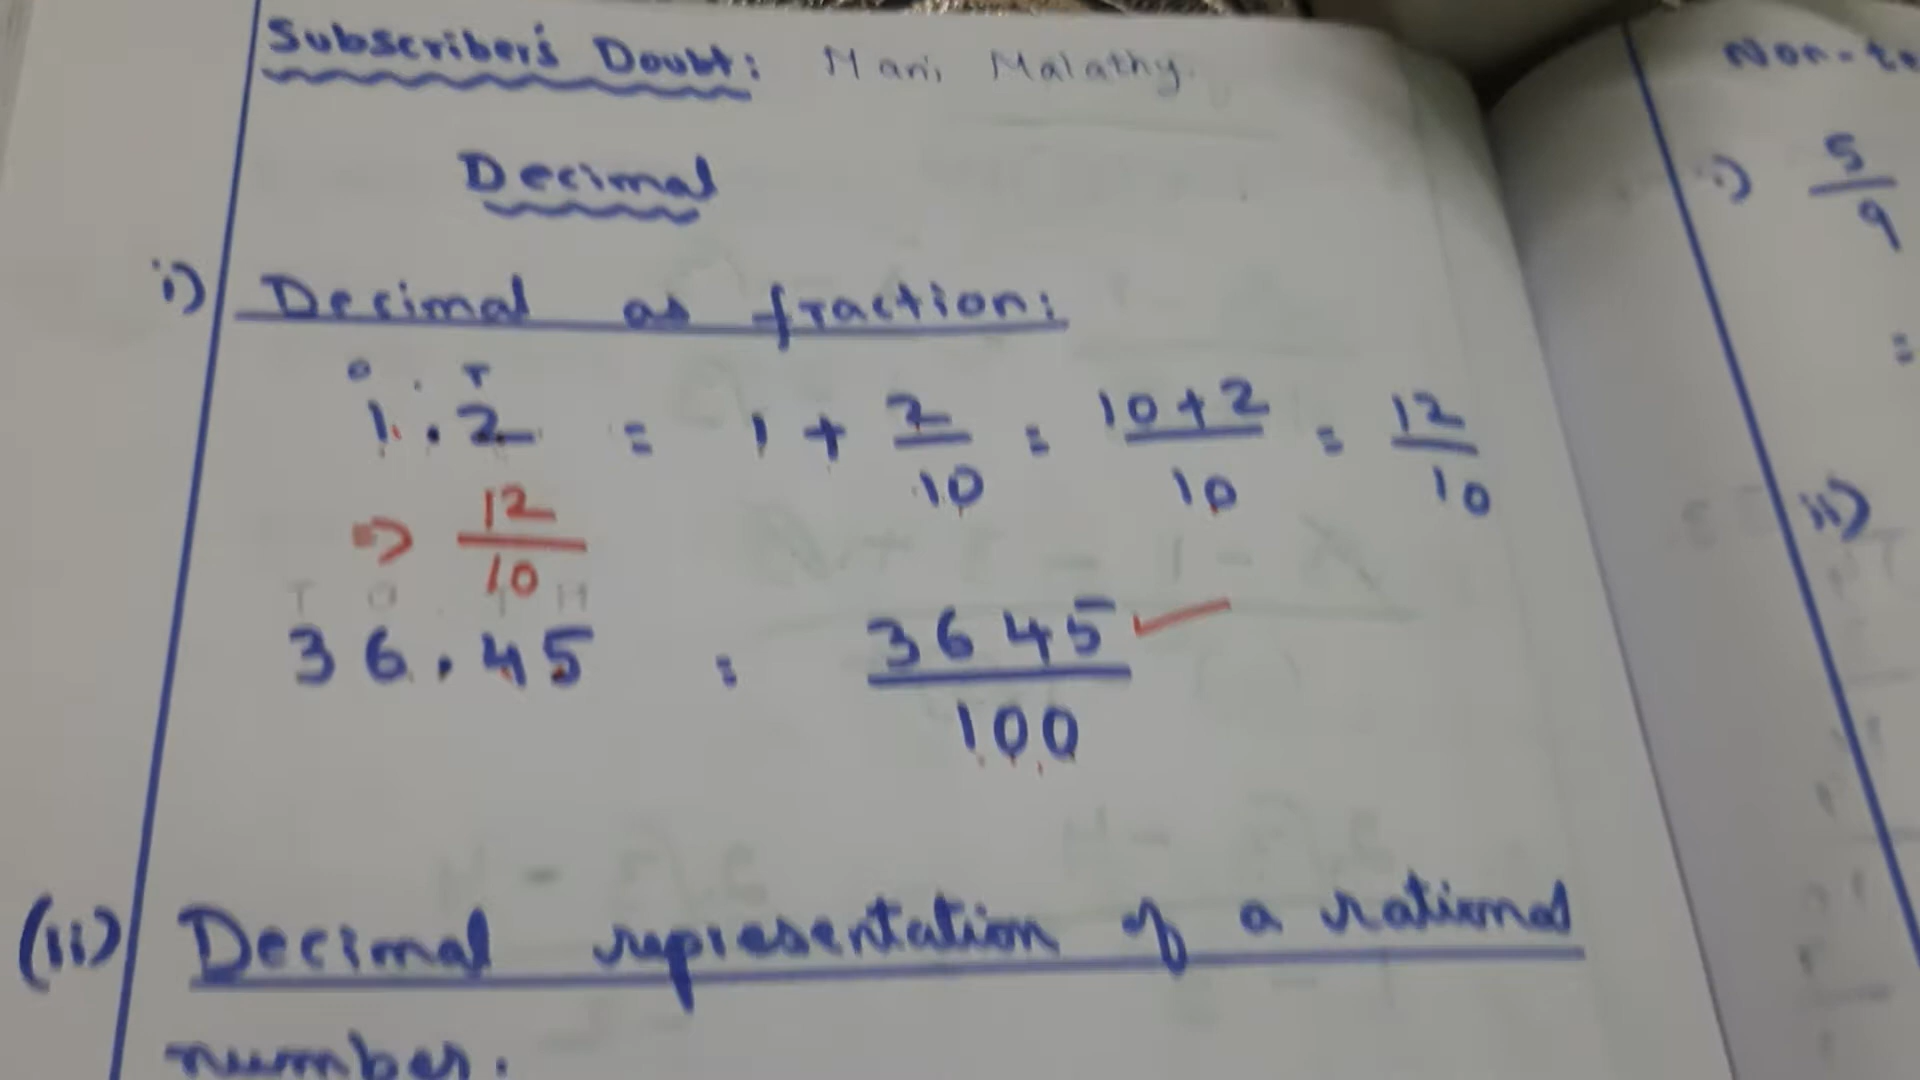 Subscriber's Doubt: Mani Malathy.
Decimal
i) Decimal as fraction:
O . T
1.2 = 1 + 2/10 = 10+2/10 = 12/10
⇒ 12/10
T O . T H
36.45 = 3645/100 ✓
(ii) Decimal representation of a rational
number.
Non-te
i) 5/9
=
ii)